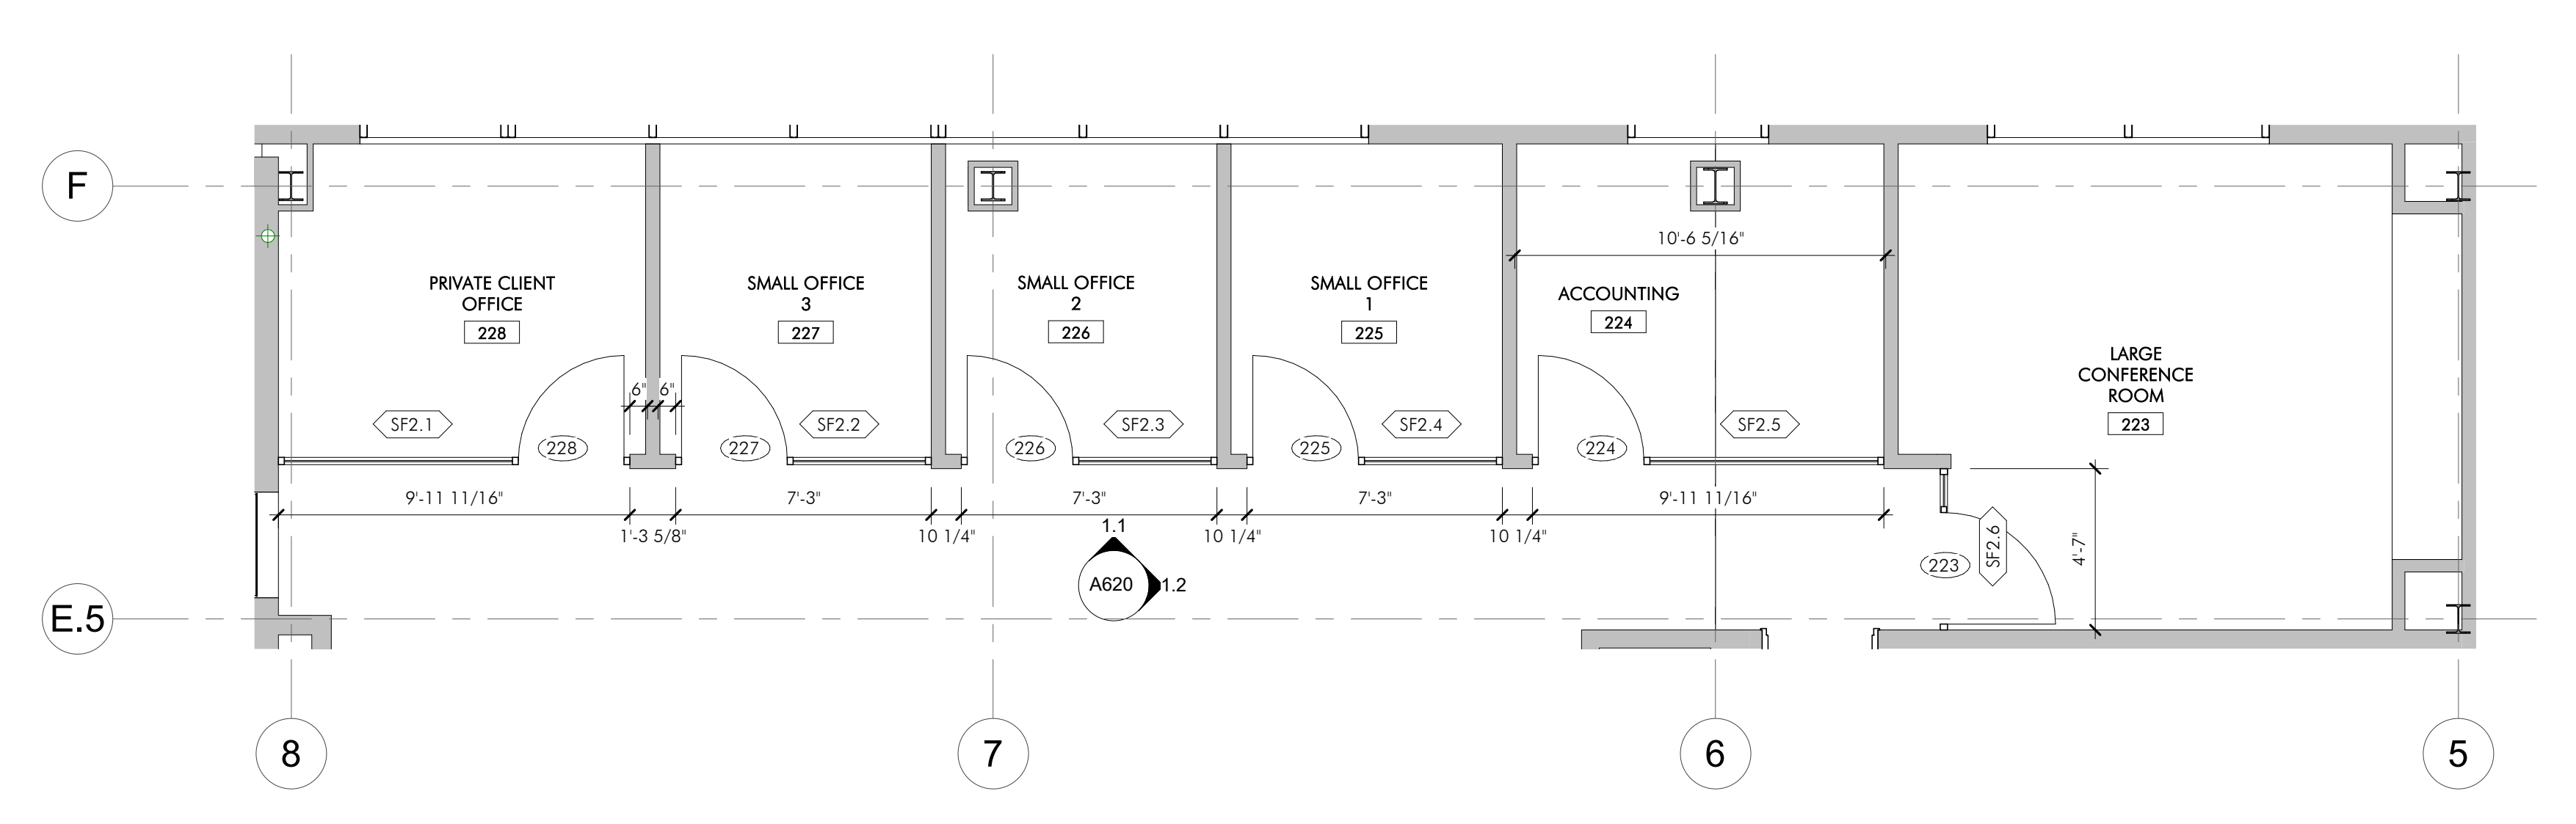 F
10'-6 5/16"
PRIVATE CLIENT
OFFICE
228
SMALL OFFICE
3
227
SMALL OFFICE
2
226
SMALL OFFICE
1
225
ACCOUNTING
224
LARGE
CONFERENCE
ROOM
223
6"
6"
SF2.1
SF2.2
SF2.3
SF2.4
SF2.5
228
227
226
225
224
9'-11 11/16"
7'-3"
7'-3"
7'-3"
9'-11 11/16"
1'-3 5/8"
10 1/4"
10 1/4"
10 1/4"
1.1
A620
1.2
223
SF2.6
4'-7"
E.5
8
7
6
5